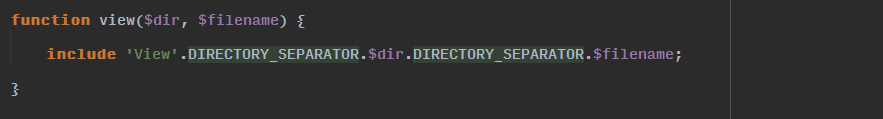 function view($dir, $filename) {
include 'View'.DIRECTORY_SEPARATOR.$dir.DIRECTORY_SEPARATOR.$filename;
}